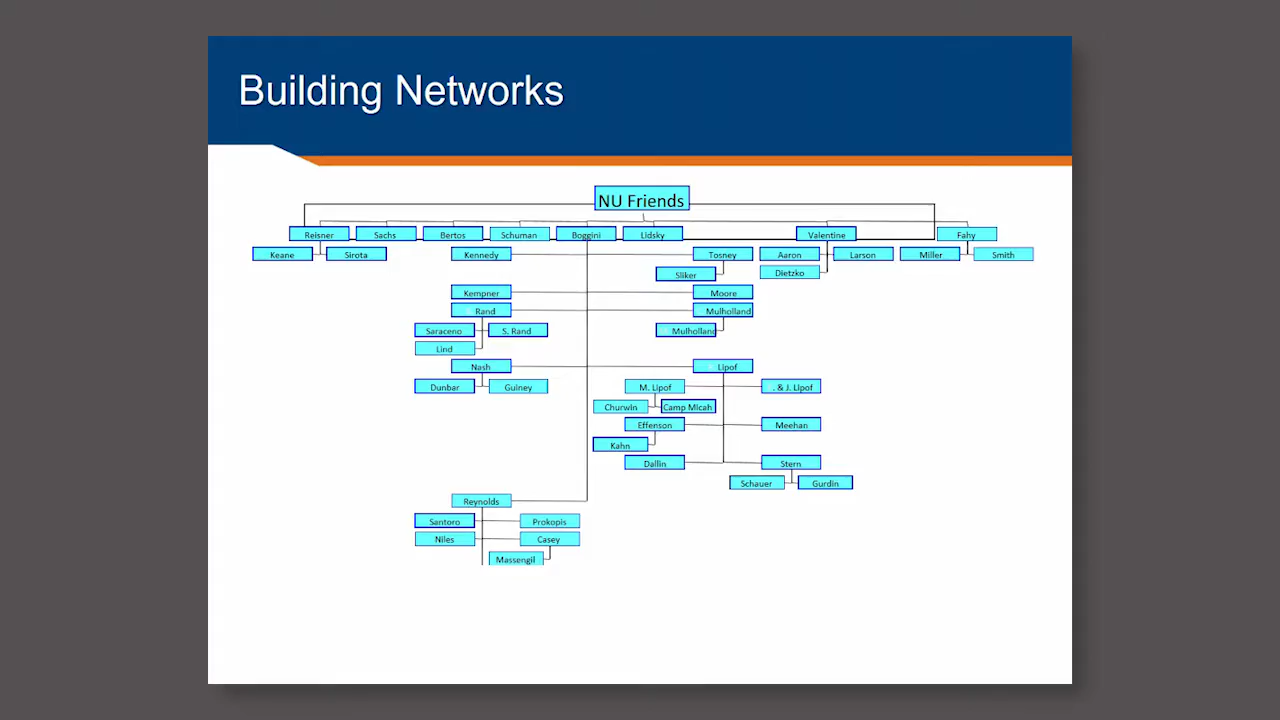 Building Networks
NU Friends
Reisner Sachs Bertos Schuman Boggini Lidsky Valentine Fahy
Keane Sirota Kennedy Tosney Aaron Larson Miller Smith
Sliker Dietzko
Kempner Moore
Rand Mulholland
Saraceno S. Rand Mulholland
Lind
Nash Lipof
Dunbar Guiney M. Lipof . & J. Lipof
Churwin Camp Micah
Effenson Meehan
Kahn
Dallin Stern
Schauer Gurdin
Reynolds
Santoro Prokopis
Niles Casey
Massengil